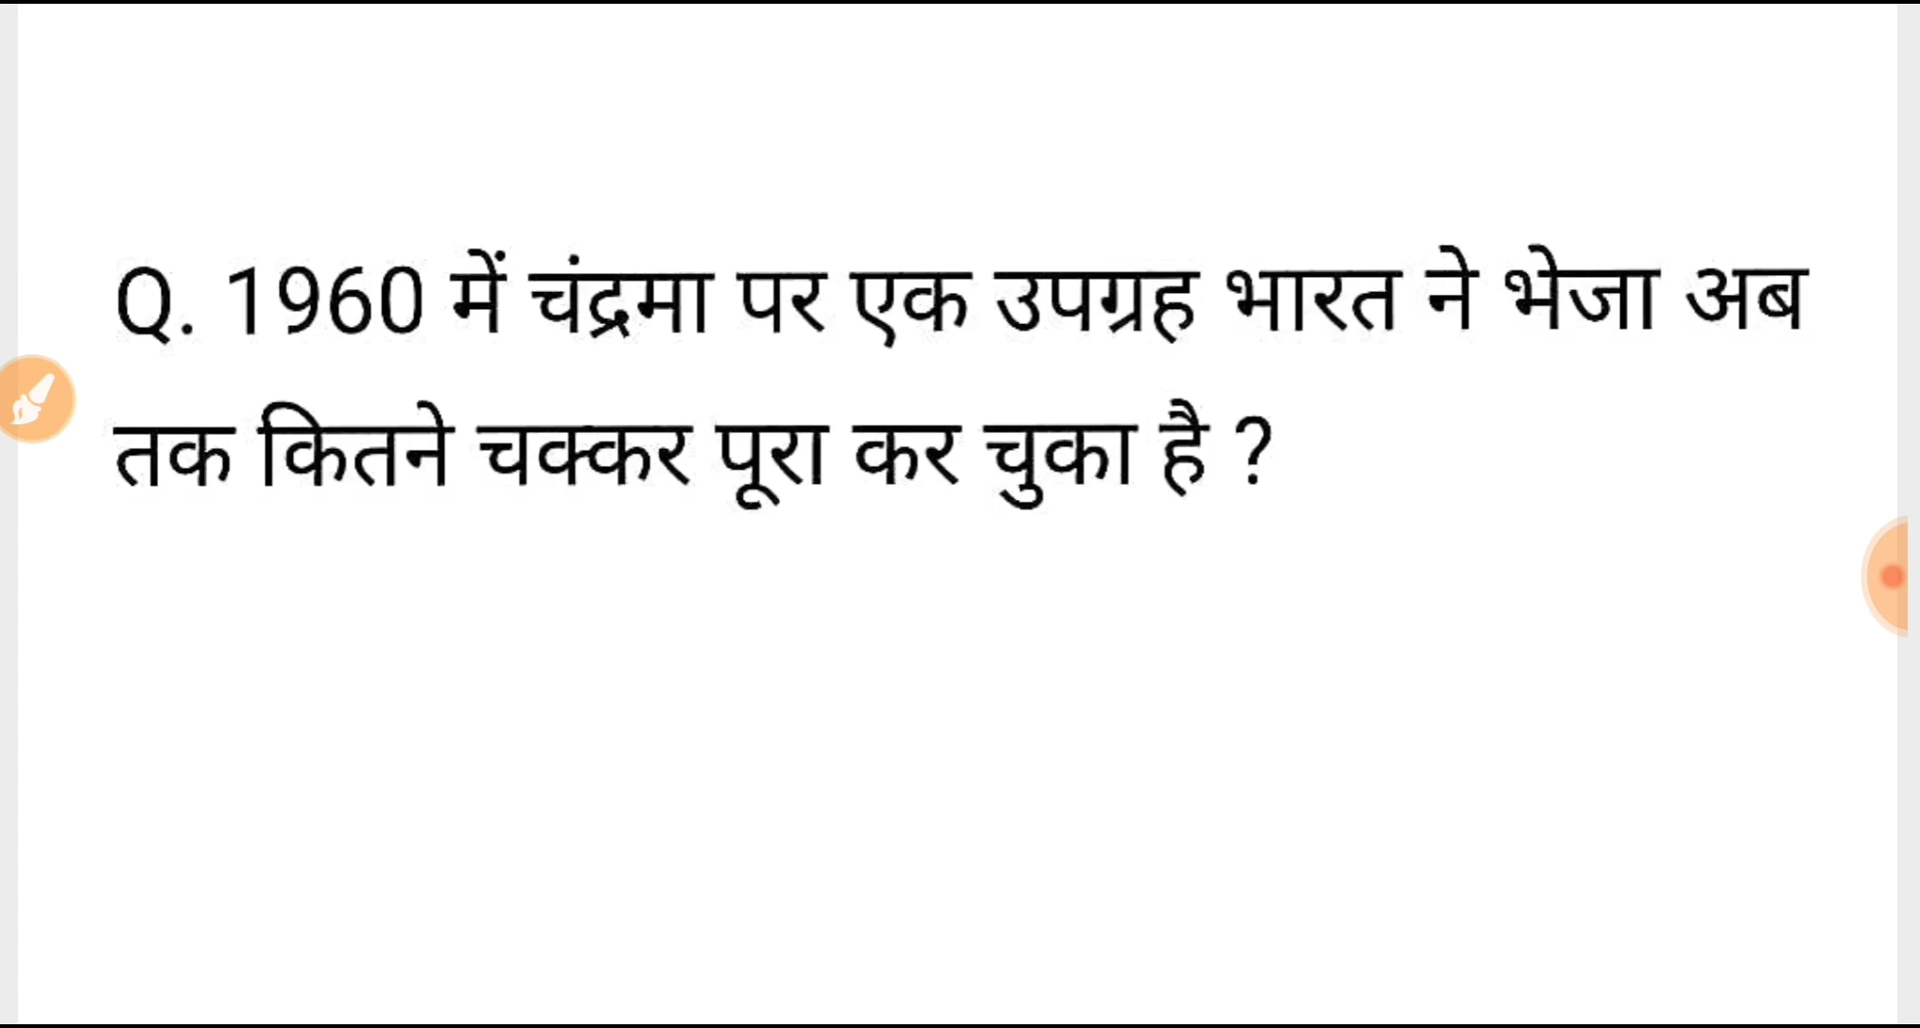 Q. 1960 में चंद्रमा पर एक उपग्रह भारत ने भेजा अब
तक कितने चक्कर पूरा कर चुका है ?